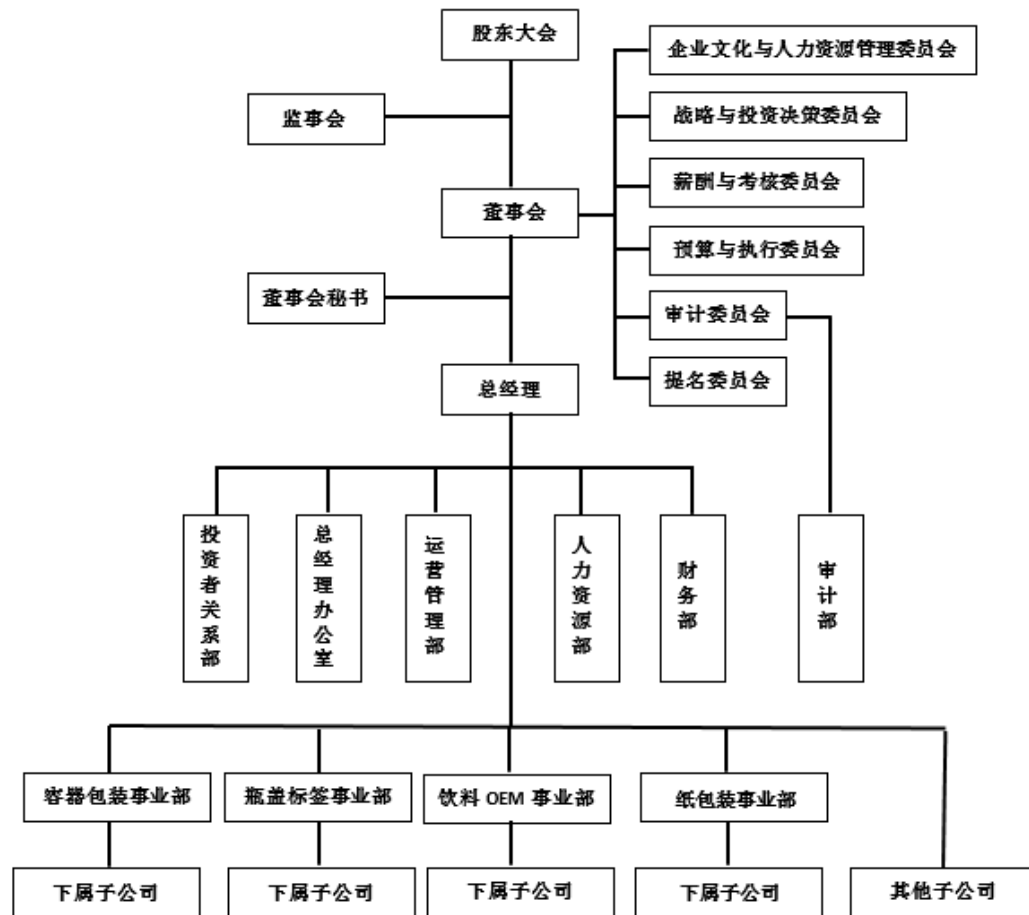 股东大会
企业文化与人力资源管理委员会
监事会
战略与投资决策委员会
薪酬与考核委员会
董事会
预算与执行委员会
董事会秘书
审计委员会
提名委员会
总经理
投资者关系部
总经理办公室
运营管理部
人力资源部
财务部
审计部
容器包装事业部
瓶盖标签事业部
饮料 OEM 事业部
纸包装事业部
下属子公司
下属子公司
下属子公司
下属子公司
其他子公司